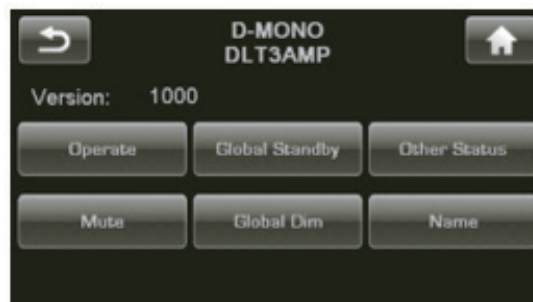 D-MONO
DLT3AMP
Version: 1000
Operate Global Standby Other Status
Mute Global Dim Name